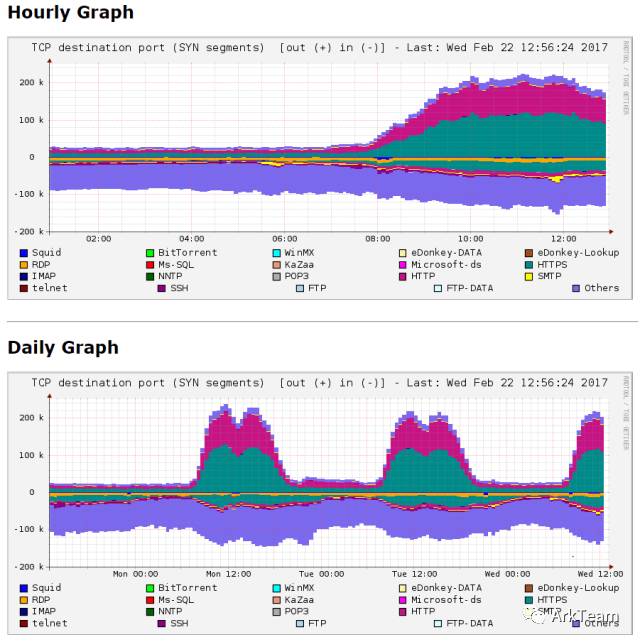 Hourly Graph
TCP destination port (SYN segments) [out (+) in (-)] - Last: Wed Feb 22 12:56:24 2017
RRDTOOL / TOBI OETIKER
200 k
100 k
0
-100 k
-200 k
02:00 04:00 06:00 08:00 10:00 12:00
Squid BitTorrent WinMX eDonkey-DATA eDonkey-Lookup
RDP Ms-SQL KaZaa Microsoft-ds HTTPS
IMAP NNTP POP3 HTTP SMTP
telnet SSH FTP FTP-DATA Others
Daily Graph
TCP destination port (SYN segments) [out (+) in (-)] - Last: Wed Feb 22 12:56:24 2017
RRDTOOL / TOBI OETIKER
200 k
100 k
0
-100 k
-200 k
Mon 00:00 Mon 12:00 Tue 00:00 Tue 12:00 Wed 00:00 Wed 12:00
Squid BitTorrent WinMX eDonkey-DATA eDonkey-Lookup
RDP Ms-SQL KaZaa Microsoft-ds HTTPS
IMAP NNTP POP3 HTTP SMTP
telnet SSH FTP FTP-DATA Others
ArkTeam